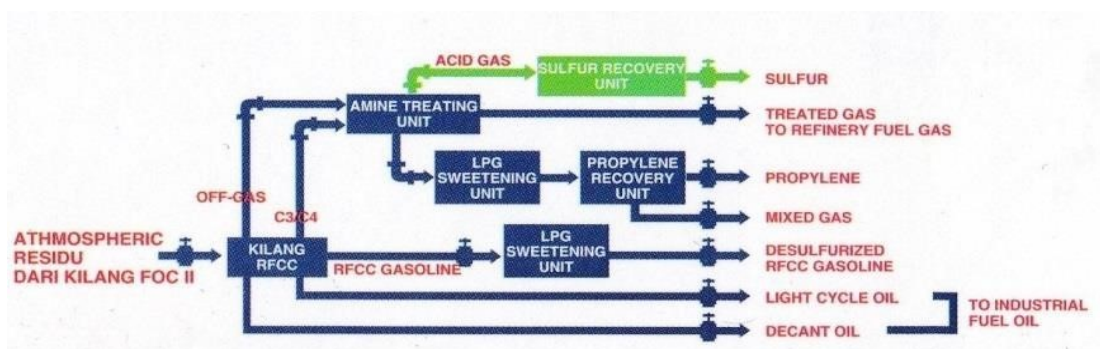 ACID GAS
SULFUR RECOVERY
UNIT
SULFUR
AMINE TREATING
UNIT
TREATED GAS
TO REFINERY FUEL GAS
LPG
SWEETENING
UNIT
PROPYLENE
RECOVERY
UNIT
PROPYLENE
OFF-GAS
C3/C4
MIXED GAS
ATHMOSPHERIC
RESIDU
DARI KILANG FOC II
KILANG
RFCC
RFCC GASOLINE
LPG
SWEETENING
UNIT
DESULFURIZED
RFCC GASOLINE
LIGHT CYCLE OIL
DECANT OIL
TO INDUSTRIAL
FUEL OIL